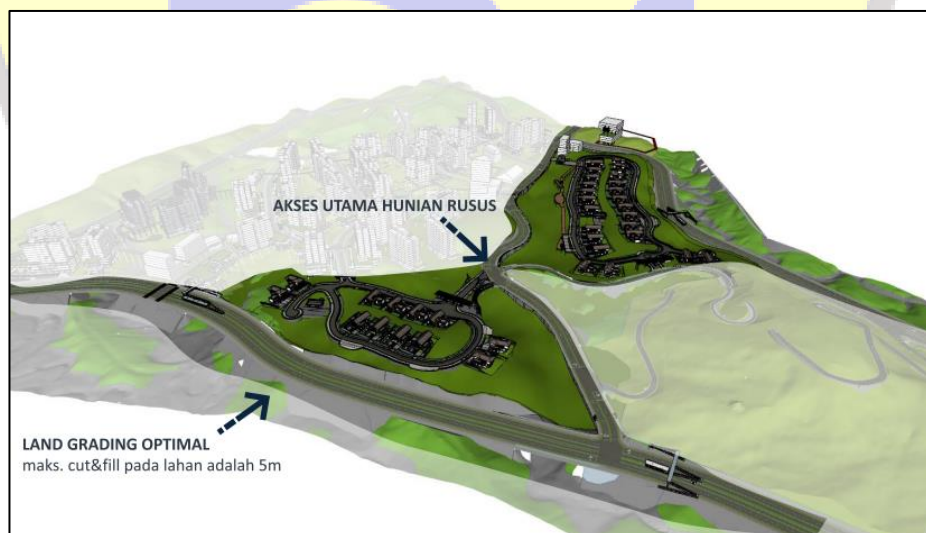 AKSES UTAMA HUNIAN RUSUS
LAND GRADING OPTIMAL
maks. cut&fill pada lahan adalah 5m